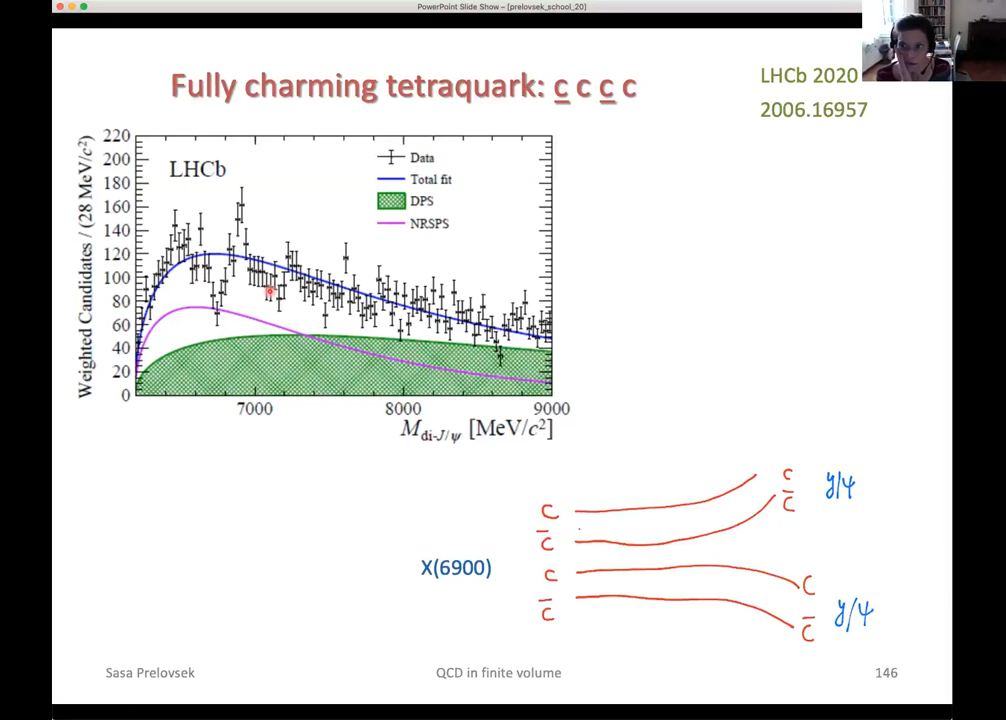 PowerPoint Slide Show – [prelovsek_school_20]
Fully charming tetraquark: c c c c
LHCb 2020
2006.16957
Weighted Candidates / (28 MeV/c²)
220
200
180
160
140
120
100
80
60
40
20
0
LHCb
Data
Total fit
DPS
NRSPS
7000
8000
9000
M di-J/ψ [MeV/c²]
c
c̄
J/ψ
c
c̄
c
c̄
X(6900)
c
c̄
J/ψ
Sasa Prelovsek
QCD in finite volume
146